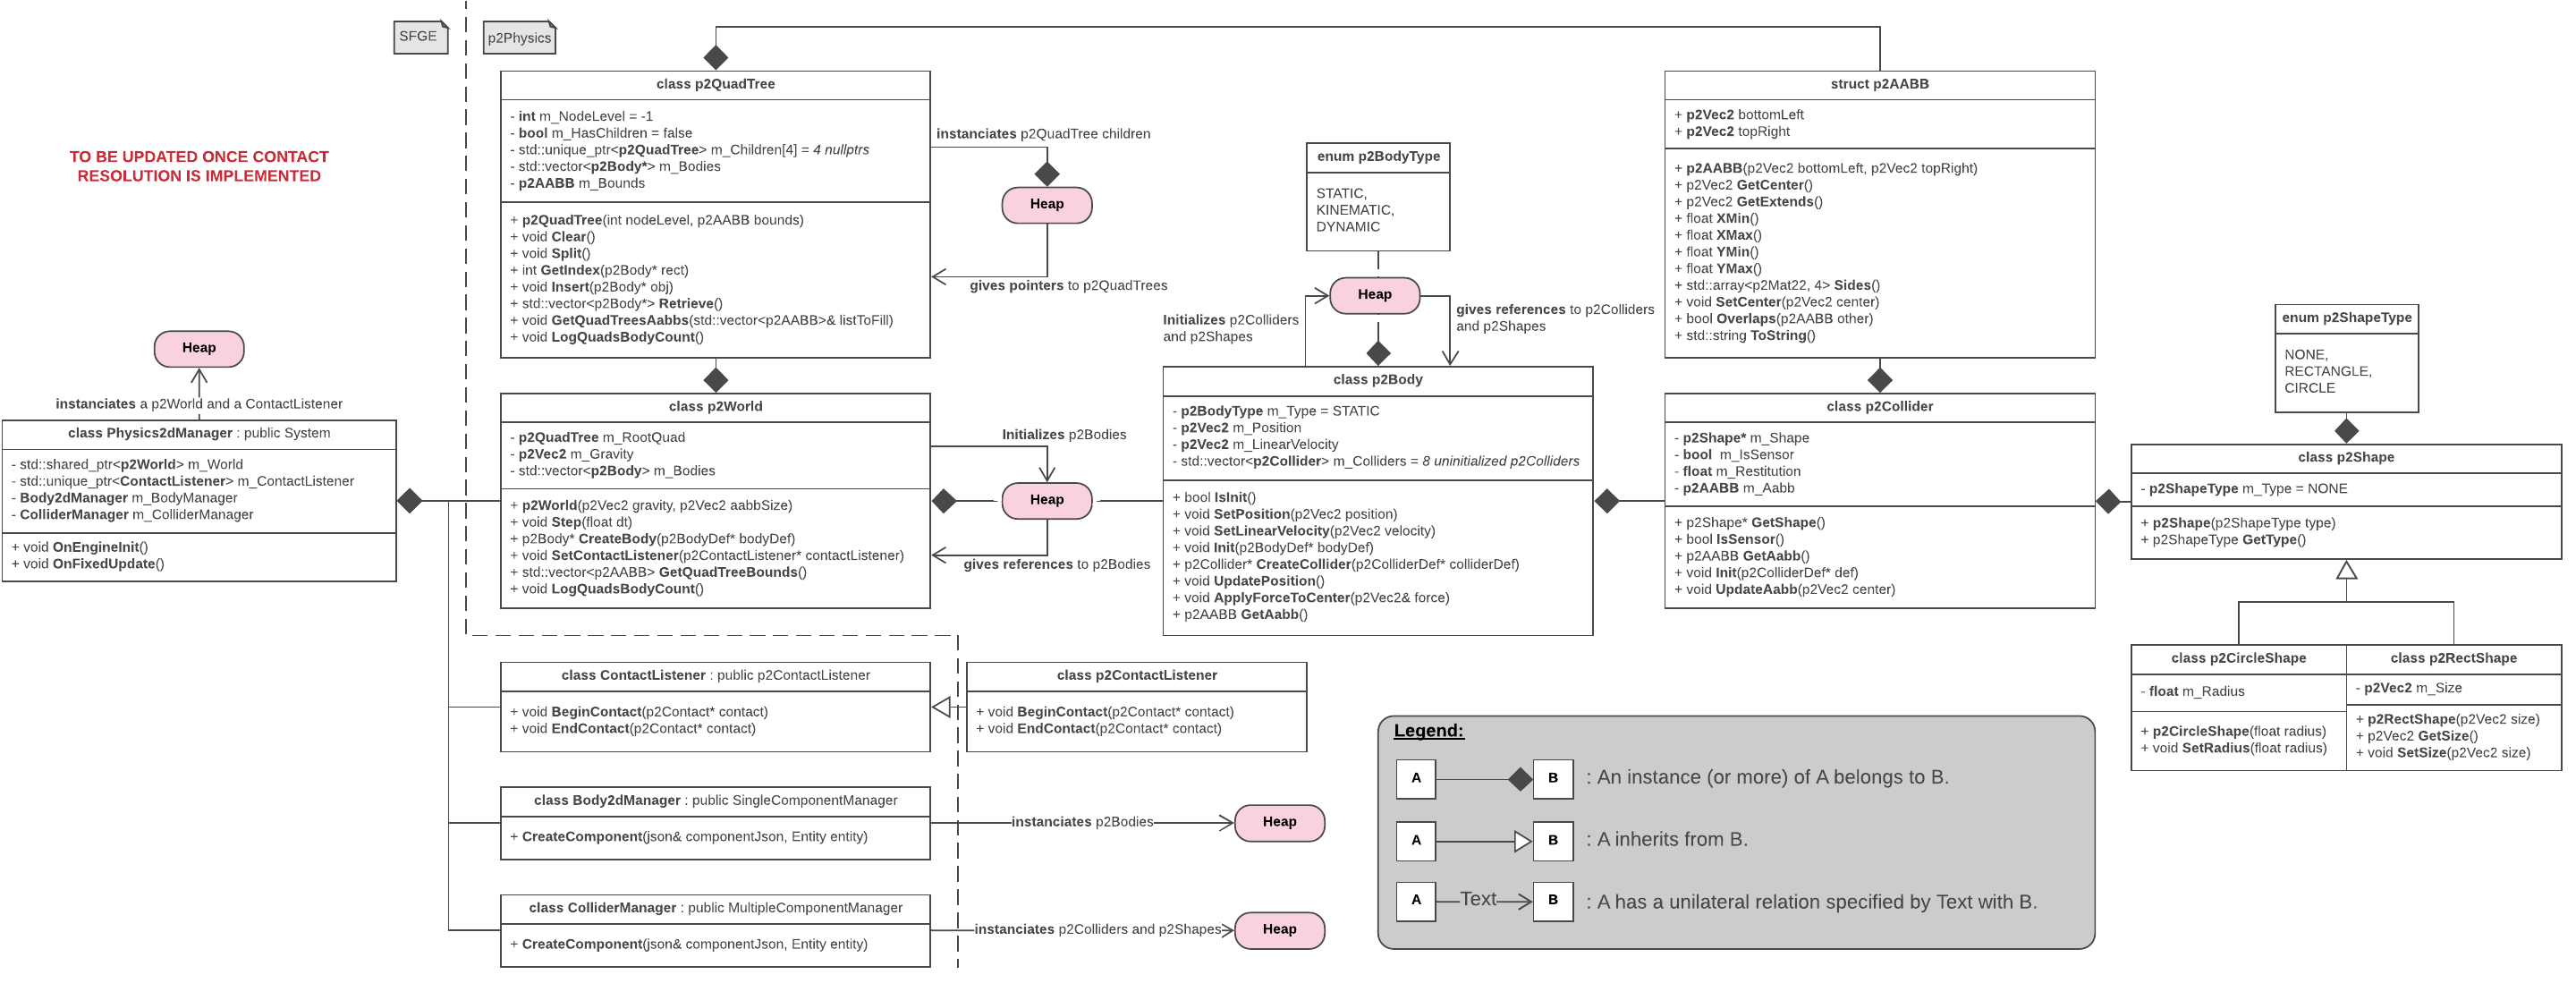 SFGE
p2Physics
TO BE UPDATED ONCE CONTACT
RESOLUTION IS IMPLEMENTED
Heap
instanciates a p2World and a ContactListener
class Physics2dManager : public System
- std::shared_ptr<p2World> m_World
- std::unique_ptr<ContactListener> m_ContactListener
- Body2dManager m_BodyManager
- ColliderManager m_ColliderManager
+ void OnEngineInit()
+ void OnFixedUpdate()
class p2QuadTree
- int m_NodeLevel = -1
- bool m_HasChildren = false
- std::unique_ptr<p2QuadTree> m_Children[4] = 4 nullptrs
- std::vector<p2Body*> m_Bodies
- p2AABB m_Bounds
+ p2QuadTree(int nodeLevel, p2AABB bounds)
+ void Clear()
+ void Split()
+ int GetIndex(p2Body* rect)
+ void Insert(p2Body* obj)
+ std::vector<p2Body*> Retrieve()
+ void GetQuadTreesAabbs(std::vector<p2AABB>& listToFill)
+ void LogQuadsBodyCount()
instanciates p2QuadTree children
Heap
gives pointers to p2QuadTrees
class p2World
- p2QuadTree m_RootQuad
- p2Vec2 m_Gravity
- std::vector<p2Body> m_Bodies
+ p2World(p2Vec2 gravity, p2Vec2 aabbSize)
+ void Step(float dt)
+ p2Body* CreateBody(p2BodyDef* bodyDef)
+ void SetContactListener(p2ContactListener* contactListener)
+ std::vector<p2AABB> GetQuadTreeBounds()
+ void LogQuadsBodyCount()
Initializes p2Bodies
Heap
gives references to p2Bodies
enum p2BodyType
STATIC,
KINEMATIC,
DYNAMIC
Heap
Initializes p2Colliders
and p2Shapes
gives references to p2Colliders
and p2Shapes
class p2Body
- p2BodyType m_Type = STATIC
- p2Vec2 m_Position
- p2Vec2 m_LinearVelocity
- std::vector<p2Collider> m_Colliders = 8 uninitialized p2Colliders
+ bool IsInit()
+ void SetPosition(p2Vec2 position)
+ void SetLinearVelocity(p2Vec2 velocity)
+ void Init(p2BodyDef* bodyDef)
+ p2Collider* CreateCollider(p2ColliderDef* colliderDef)
+ void UpdatePosition()
+ void ApplyForceToCenter(p2Vec2& force)
+ p2AABB GetAabb()
struct p2AABB
+ p2Vec2 bottomLeft
+ p2Vec2 topRight
+ p2AABB(p2Vec2 bottomLeft, p2Vec2 topRight)
+ p2Vec2 GetCenter()
+ p2Vec2 GetExtends()
+ float XMin()
+ float XMax()
+ float YMin()
+ float YMax()
+ std::array<p2Mat22, 4> Sides()
+ void SetCenter(p2Vec2 center)
+ bool Overlaps(p2AABB other)
+ std::string ToString()
class p2Collider
- p2Shape* m_Shape
- bool  m_IsSensor
- float m_Restitution
- p2AABB m_Aabb
+ p2Shape* GetShape()
+ bool IsSensor()
+ p2AABB GetAabb()
+ void Init(p2ColliderDef* def)
+ void UpdateAabb(p2Vec2 center)
enum p2ShapeType
NONE,
RECTANGLE,
CIRCLE
class p2Shape
- p2ShapeType m_Type = NONE
+ p2Shape(p2ShapeType type)
+ p2ShapeType GetType()
class p2CircleShape
- float m_Radius
+ p2CircleShape(float radius)
+ void SetRadius(float radius)
class p2RectShape
- p2Vec2 m_Size
+ p2RectShape(p2Vec2 size)
+ p2Vec2 GetSize()
+ void SetSize(p2Vec2 size)
class ContactListener : public p2ContactListener
+ void BeginContact(p2Contact* contact)
+ void EndContact(p2Contact* contact)
class p2ContactListener
+ void BeginContact(p2Contact* contact)
+ void EndContact(p2Contact* contact)
class Body2dManager : public SingleComponentManager
+ CreateComponent(json& componentJson, Entity entity)
instanciates p2Bodies
Heap
class ColliderManager : public MultipleComponentManager
+ CreateComponent(json& componentJson, Entity entity)
instanciates p2Colliders and p2Shapes
Heap
Legend:
A B : An instance (or more) of A belongs to B.
A B : A inherits from B.
A Text B : A has a unilateral relation specified by Text with B.